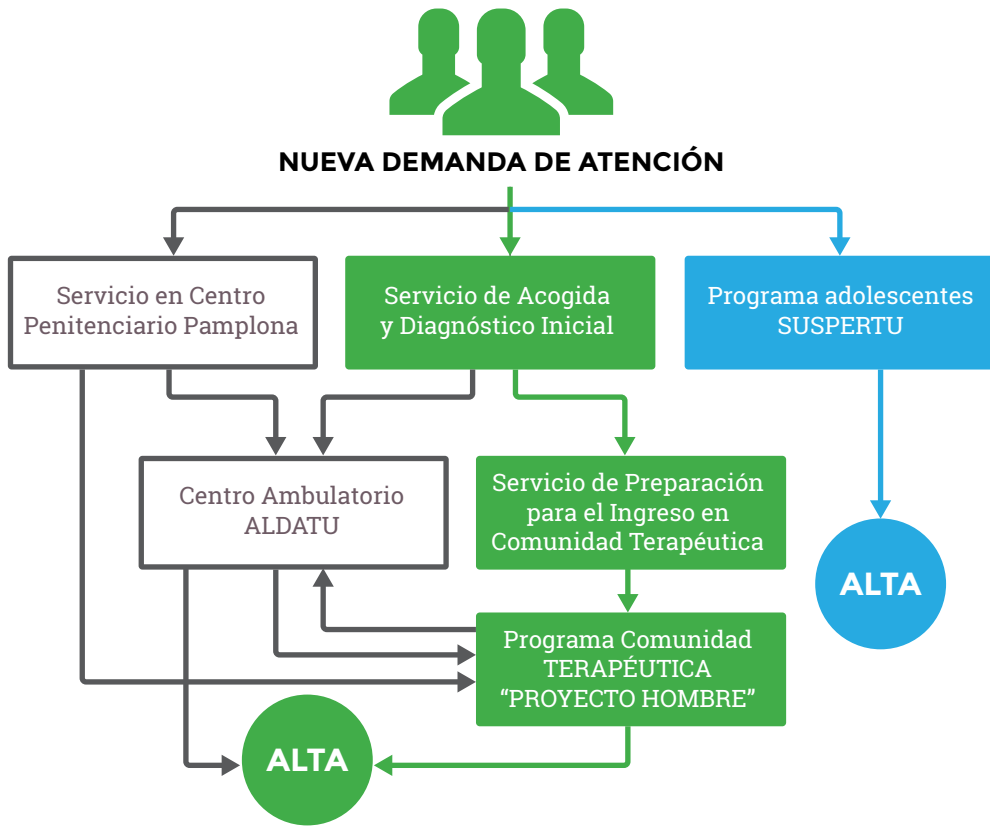 NUEVA DEMANDA DE ATENCIÓN
Servicio en Centro
Penitenciario Pamplona
Servicio de Acogida
y Diagnóstico Inicial
Programa adolescentes
SUSPERTU
Centro Ambulatorio
ALDATU
Servicio de Preparación
para el Ingreso en
Comunidad Terapéutica
ALTA
Programa Comunidad
TERAPÉUTICA
“PROYECTO HOMBRE”
ALTA